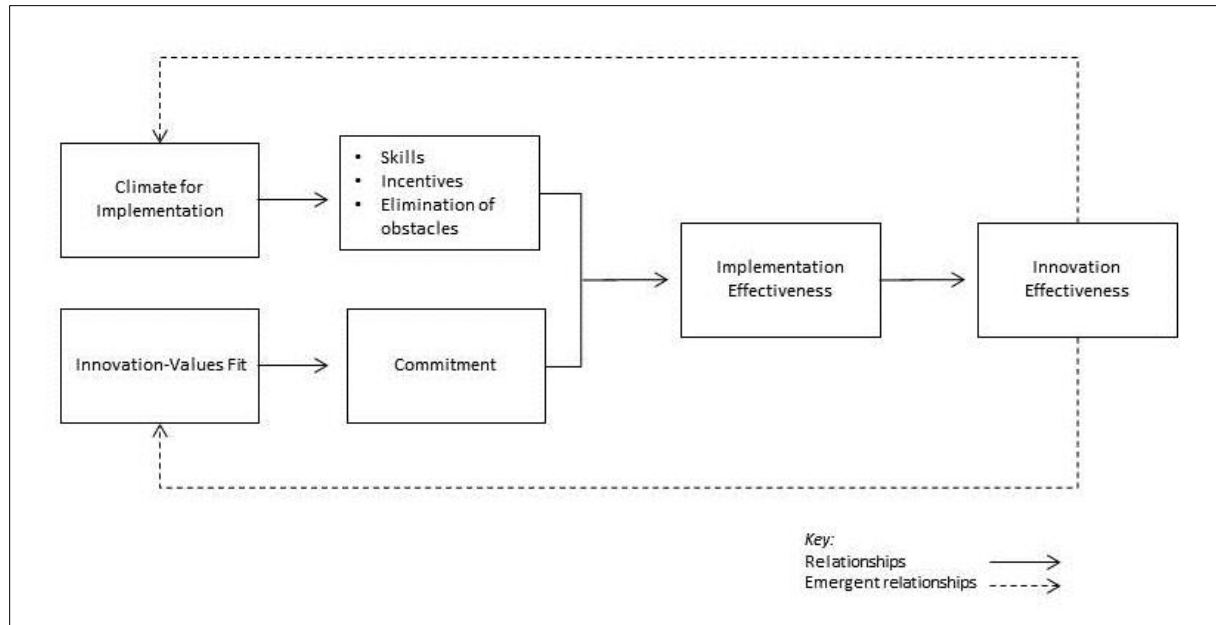 Climate for
Implementation
• Skills
• Incentives
• Elimination of
obstacles
Implementation
Effectiveness
Innovation
Effectiveness
Innovation-Values Fit
Commitment
Key:
Relationships
Emergent relationships